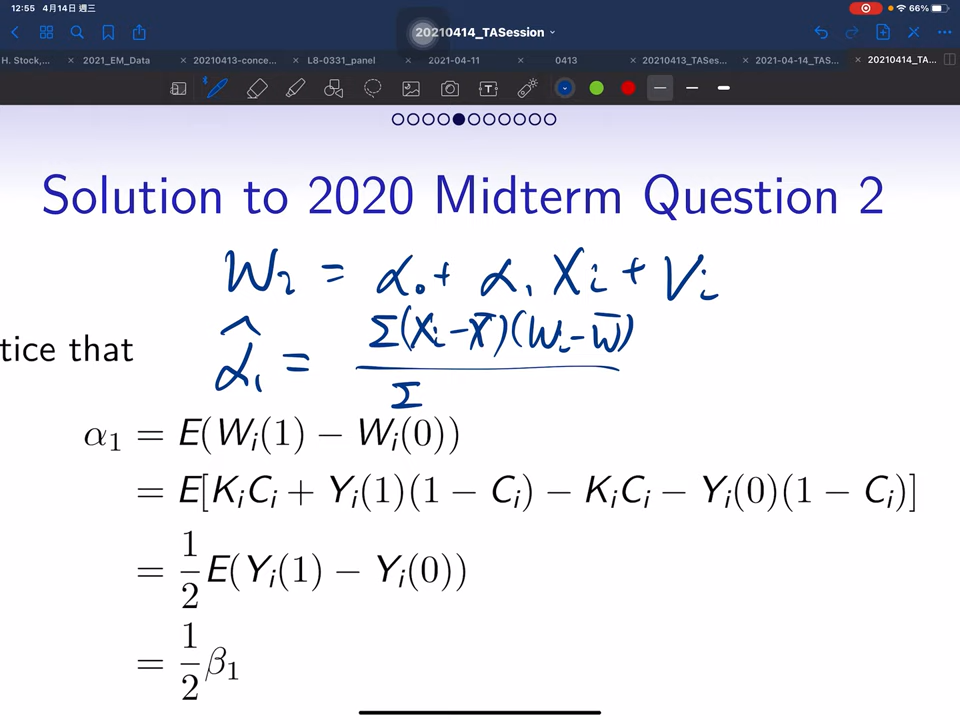 12:55 4月14日 週三 66%
20210414_TASession
H. Stock,... 2021_EM_Data 20210413-conce... L8-0331_panel 2021-04-11 0413 20210413_TASes... 2021-04-14_TAS... 20210414_TA...
Solution to 2020 Midterm Question 2
Wi = α₀ + α₁ Xi + Vi
tice that
α̂₁ = Σ(Xi − X̄)(Wi − W̄) / Σ
α₁ = E(Wᵢ(1) − Wᵢ(0))
= E[KᵢCᵢ + Yᵢ(1)(1 − Cᵢ) − KᵢCᵢ − Yᵢ(0)(1 − Cᵢ)]
= 1/2 E(Yᵢ(1) − Yᵢ(0))
= 1/2 β₁